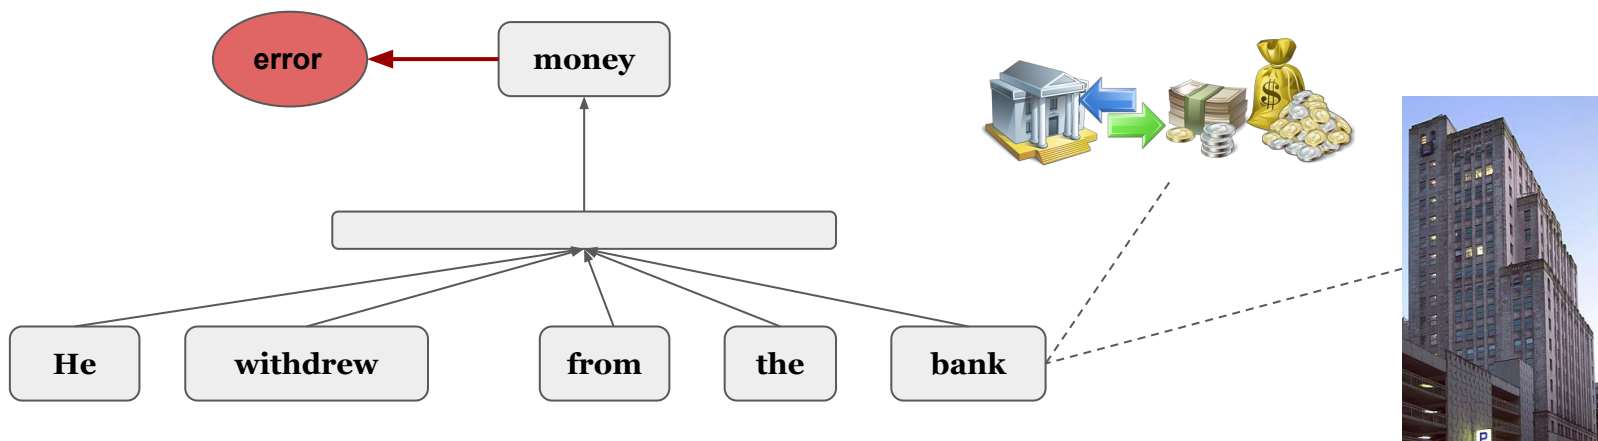 error
money
$
He
withdrew
from
the
bank
P